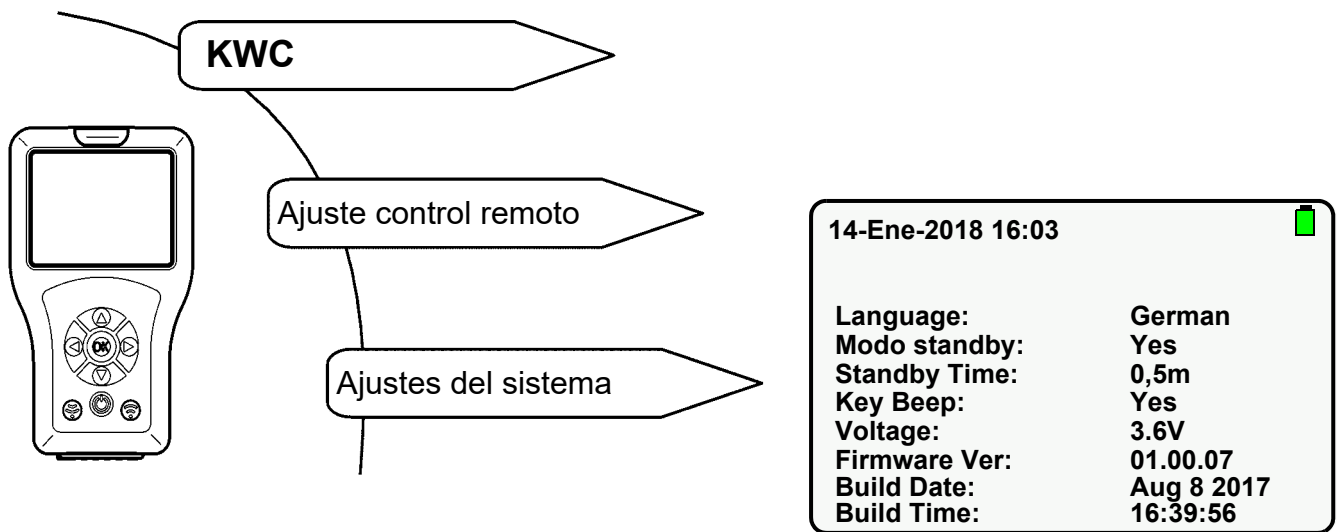 KWC
Ajuste control remoto
Ajustes del sistema
OK
14-Ene-2018 16:03
Language: German
Modo standby: Yes
Standby Time: 0,5m
Key Beep: Yes
Voltage: 3.6V
Firmware Ver: 01.00.07
Build Date: Aug 8 2017
Build Time: 16:39:56